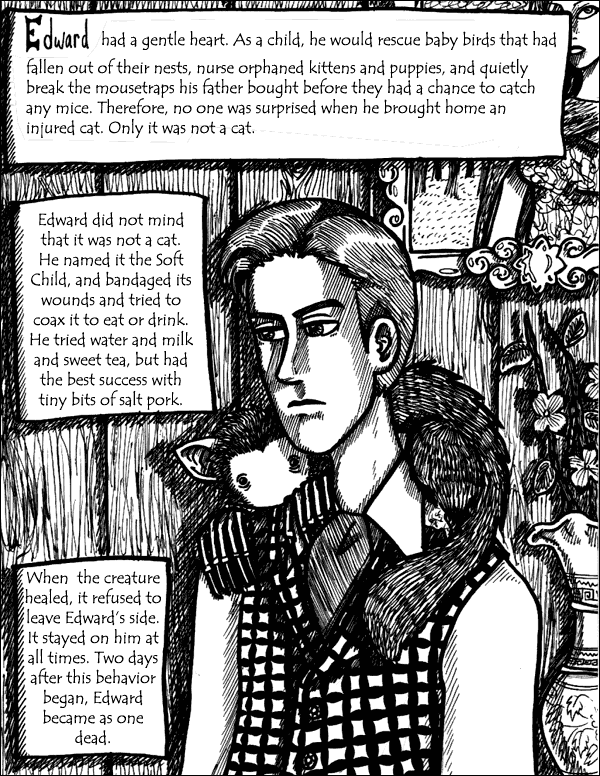 Edward had a gentle heart. As a child, he would rescue baby birds that had
fallen out of their nests, nurse orphaned kittens and puppies, and quietly
break the mousetraps his father bought before they had a chance to catch
any mice. Therefore, no one was surprised when he brought home an
injured cat. Only it was not a cat.
Edward did not mind
that it was not a cat.
He named it the Soft
Child, and bandaged its
wounds and tried to
coax it to eat or drink.
He tried water and milk
and sweet tea, but had
the best success with
tiny bits of salt pork.
When the creature
healed, it refused to
leave Edward's side.
It stayed on him at
all times. Two days
after this behavior
began, Edward
became as one
dead.